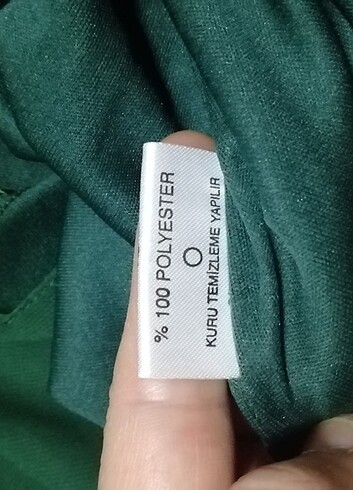 % 100 POLYESTER
KURU TEMİZLEME YAPILIR